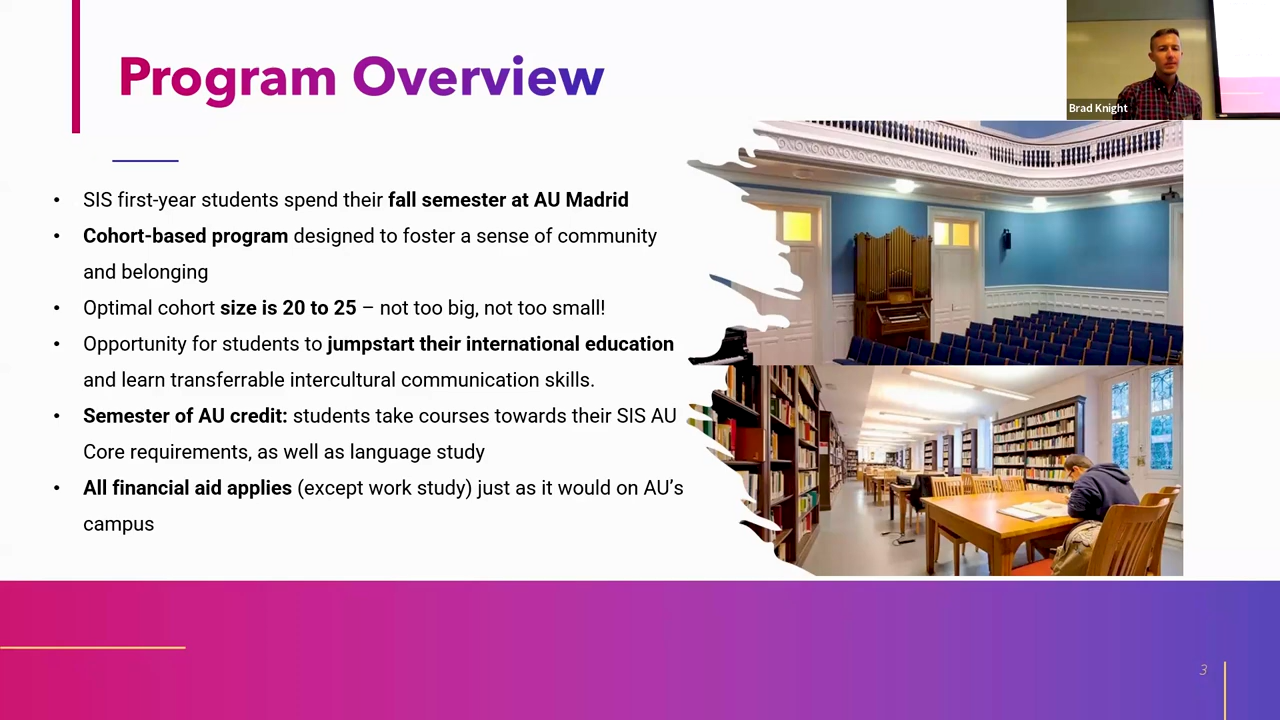 Program Overview
Brad Knight
• SIS first-year students spend their fall semester at AU Madrid
• Cohort-based program designed to foster a sense of community
and belonging
• Optimal cohort size is 20 to 25 – not too big, not too small!
• Opportunity for students to jumpstart their international education
and learn transferrable intercultural communication skills.
• Semester of AU credit: students take courses towards their SIS AU
Core requirements, as well as language study
• All financial aid applies (except work study) just as it would on AU’s
campus
3